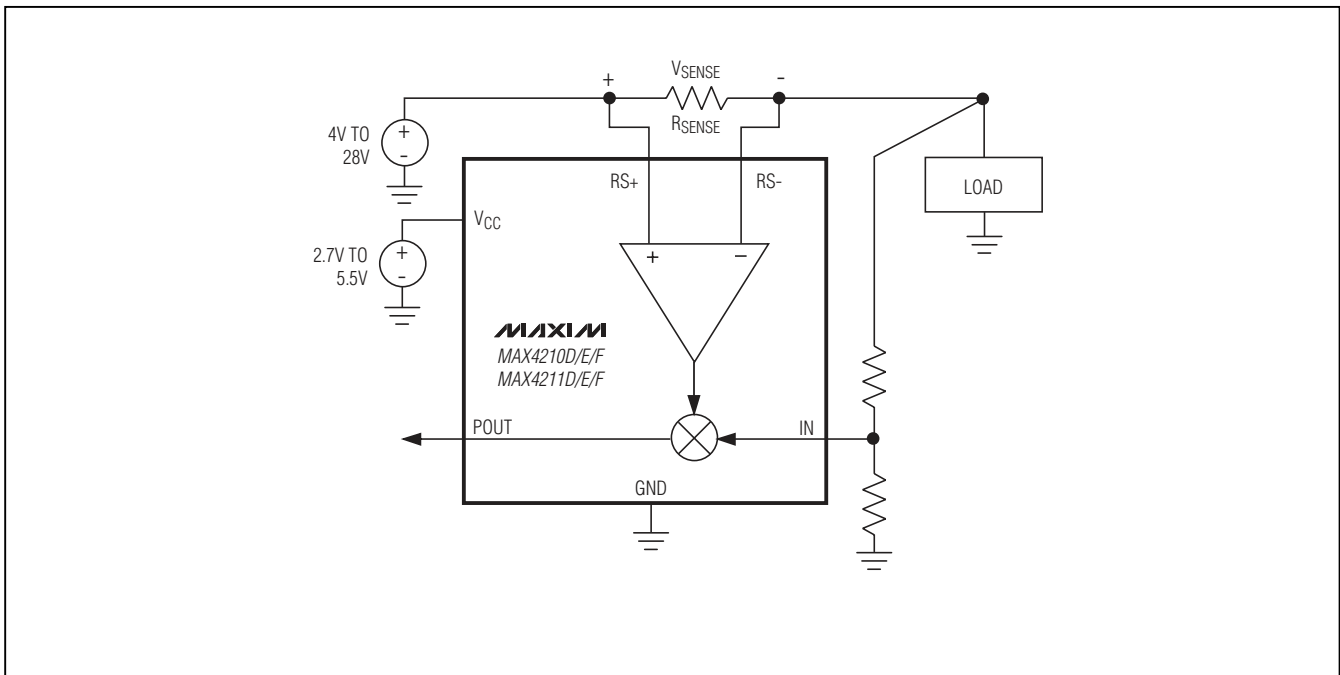 VSENSE
+
-
RSENSE
4V TO
28V
+
-
RS+
RS-
LOAD
VCC
2.7V TO
5.5V
+
-
+
−
MAXIM
MAX4210D/E/F
MAX4211D/E/F
POUT
IN
GND